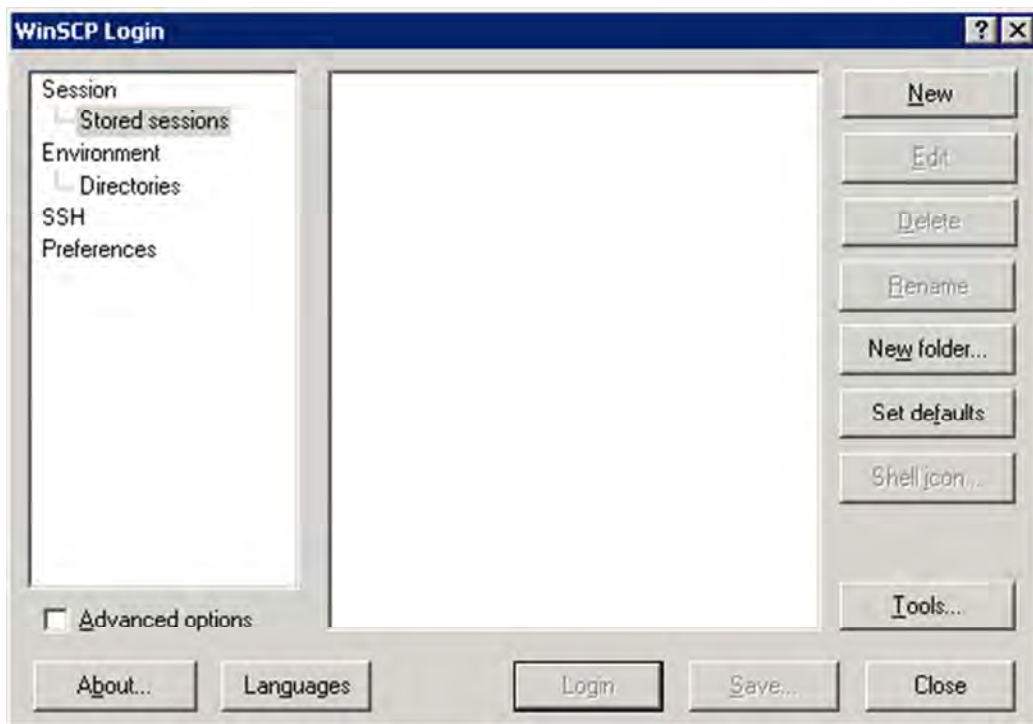 WinSCP Login
Session
Stored sessions
Environment
Directories
SSH
Preferences
Advanced options
New
Edit
Delete
Rename
New folder...
Set defaults
Shell icon...
Tools...
About...
Languages
Login
Save...
Close